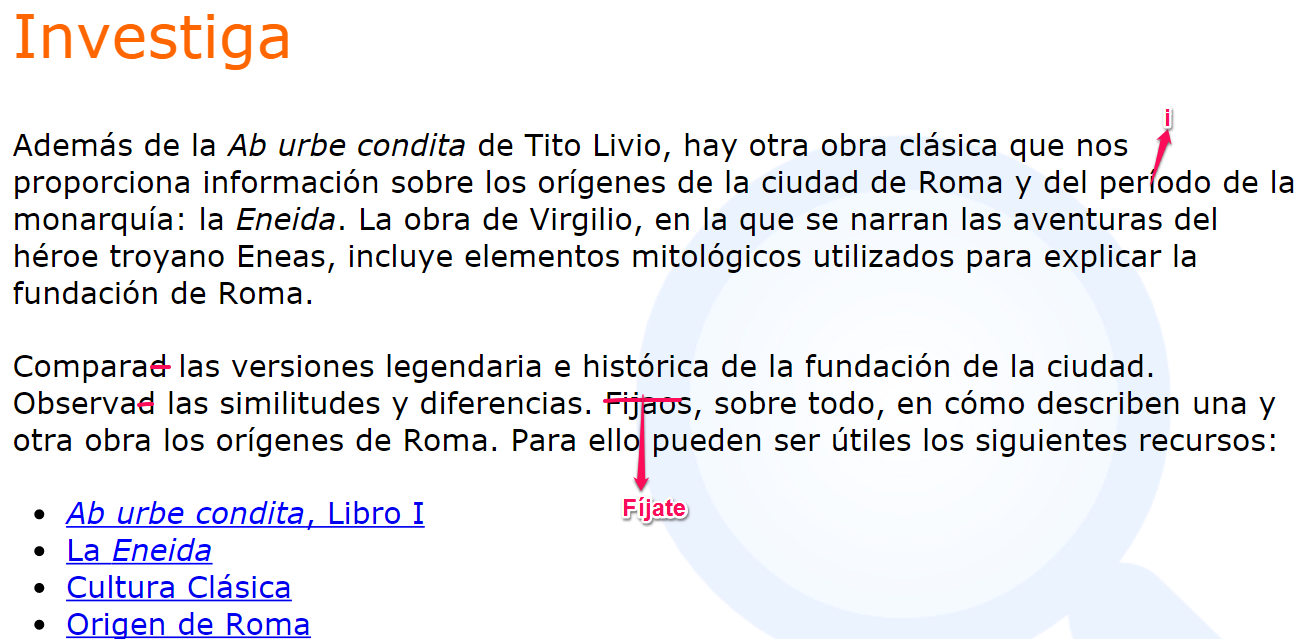 Investiga
i
Además de la Ab urbe condita de Tito Livio, hay otra obra clásica que nos
proporciona información sobre los orígenes de la ciudad de Roma y del período de la
monarquía: la Eneida. La obra de Virgilio, en la que se narran las aventuras del
héroe troyano Eneas, incluye elementos mitológicos utilizados para explicar la
fundación de Roma.
Comparad las versiones legendaria e histórica de la fundación de la ciudad.
Observad las similitudes y diferencias. Fijaos, sobre todo, en cómo describen una y
otra obra los orígenes de Roma. Para ello pueden ser útiles los siguientes recursos:
Fíjate
• Ab urbe condita, Libro I
• La Eneida
• Cultura Clásica
• Origen de Roma